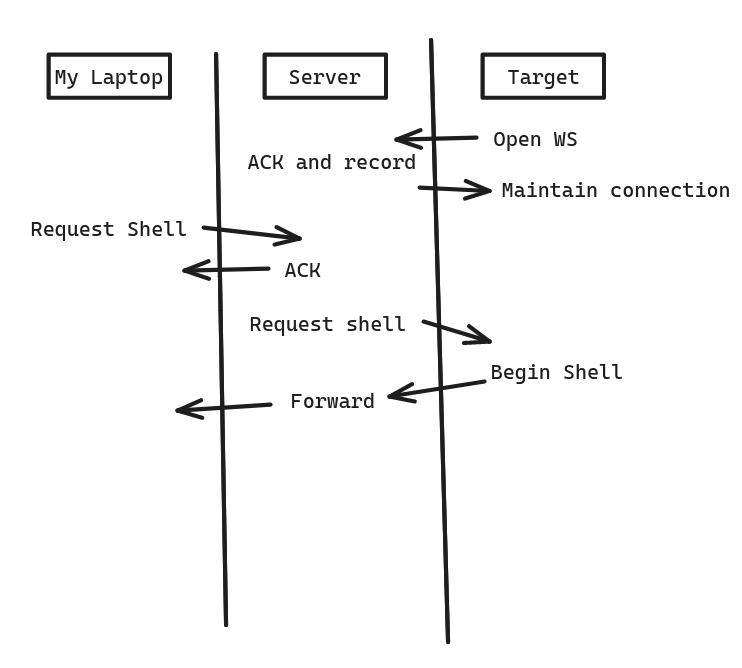 My Laptop
Server
Target
Open WS
ACK and record
Maintain connection
Request Shell
ACK
Request shell
Begin Shell
Forward